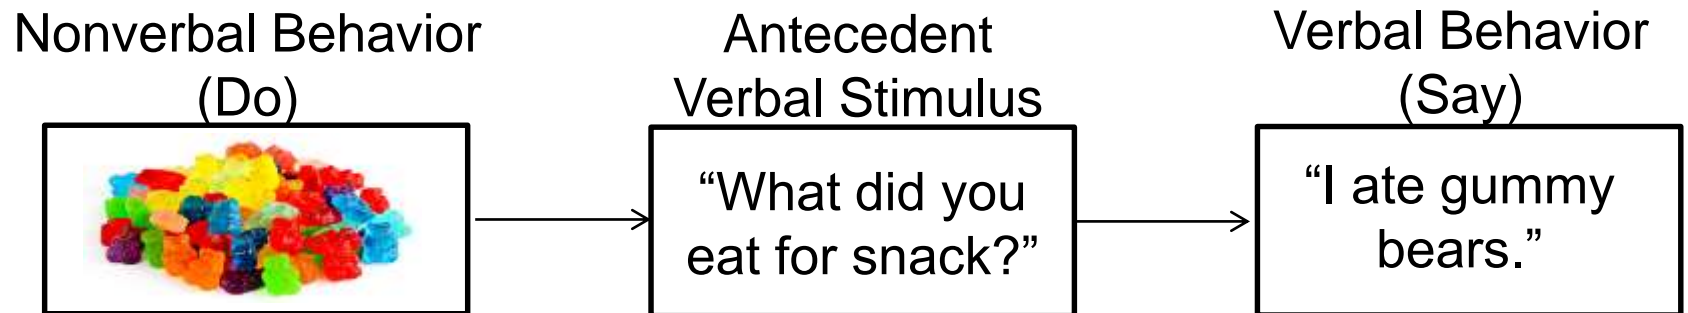 Nonverbal Behavior
(Do)
Antecedent
Verbal Stimulus
Verbal Behavior
(Say)
“What did you
eat for snack?”
“I ate gummy
bears.”